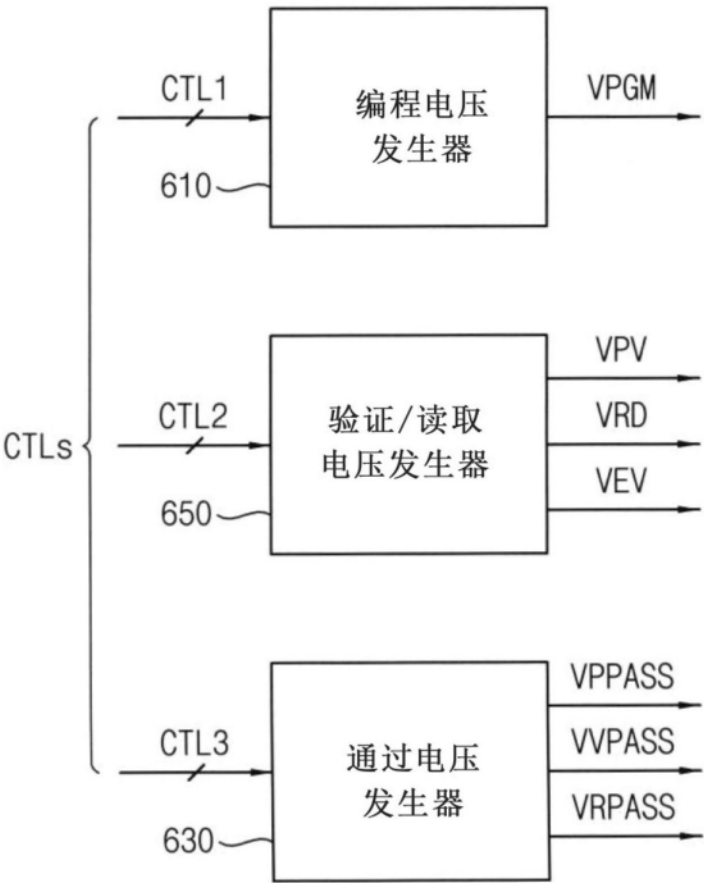 CTL1
编程电压
发生器
VPGM
610
CTLs
CTL2
验证/读取
电压发生器
VPV
VRD
VEV
650
CTL3
通过电压
发生器
VPPASS
VVPASS
VRPASS
630